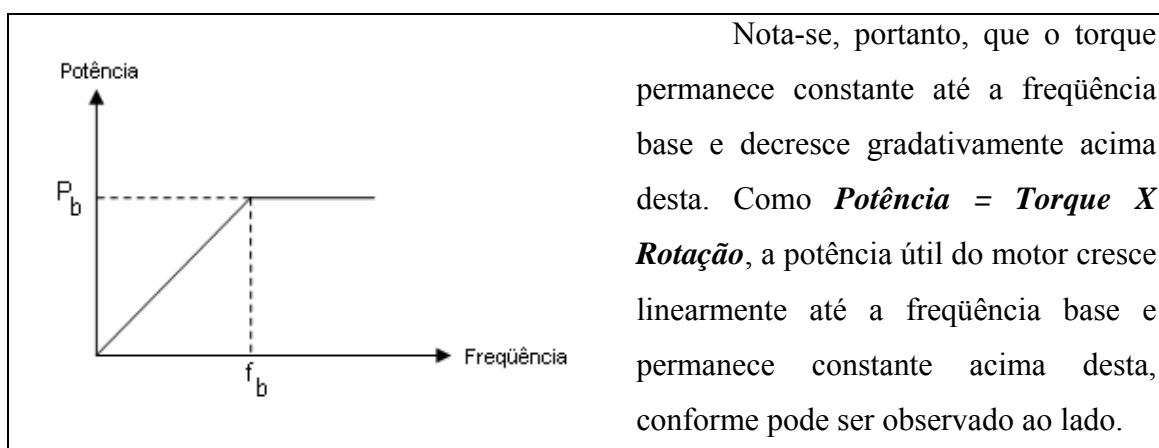 Potência
P_b
f_b
Freqüência
Nota-se, portanto, que o torque
permanece constante até a freqüência
base e decresce gradativamente acima
desta. Como Potência = Torque X
Rotação, a potência útil do motor cresce
linearmente até a freqüência base e
permanece constante acima desta,
conforme pode ser observado ao lado.